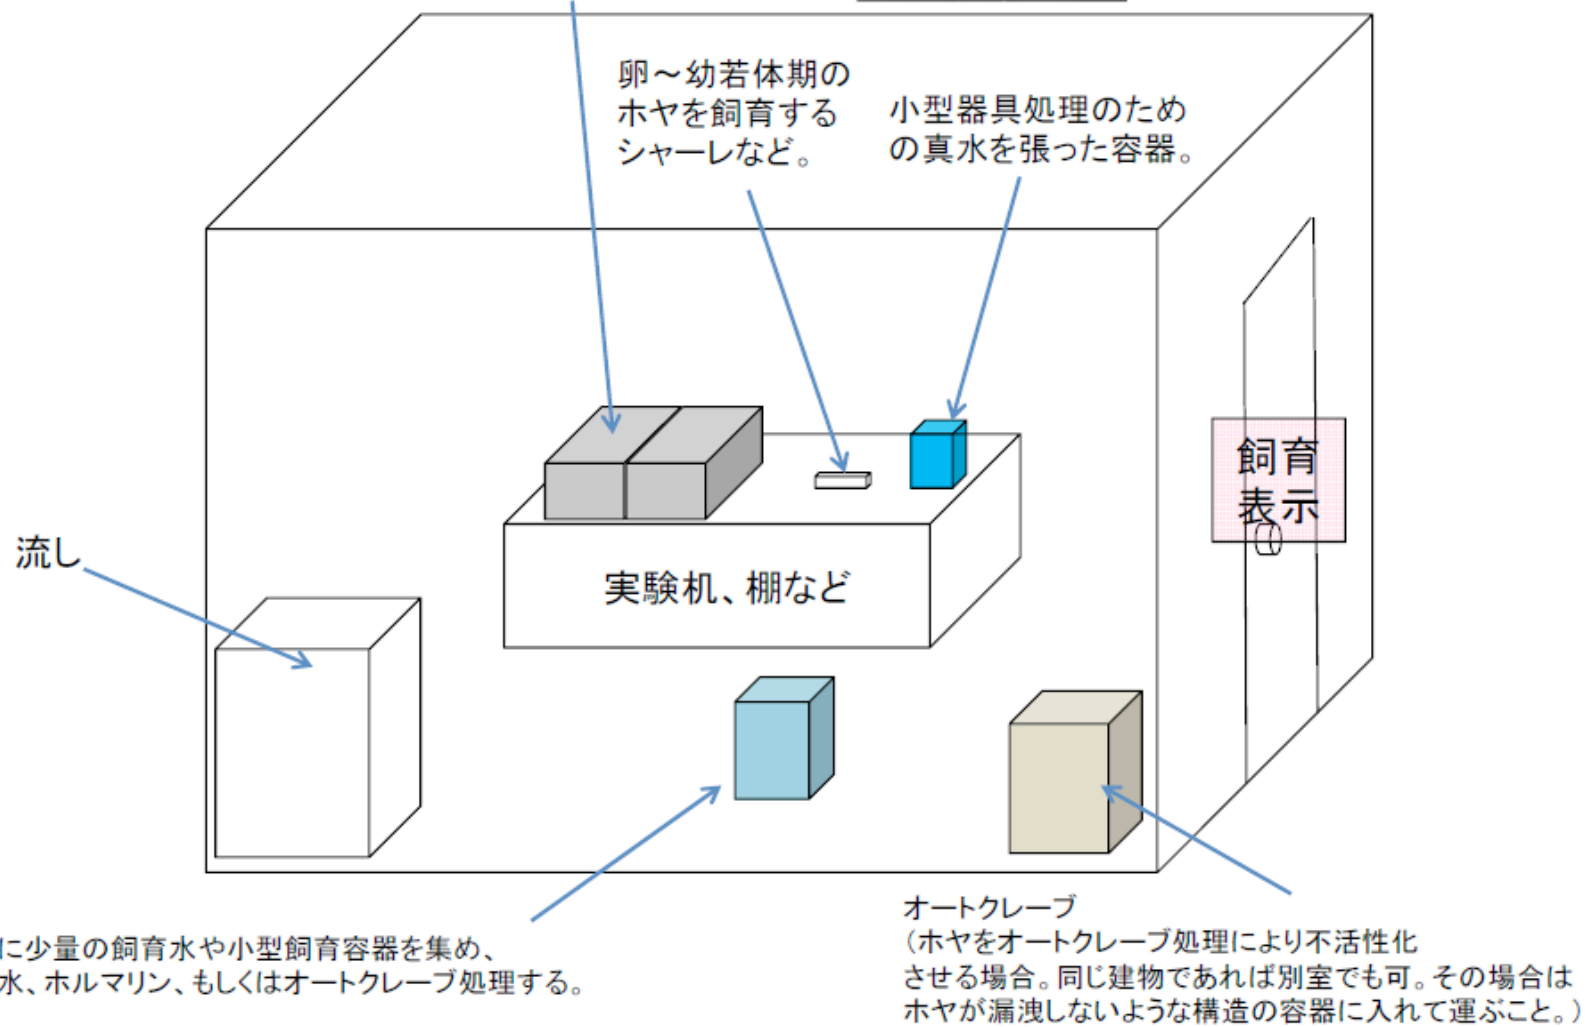 卵～幼若体期の
ホヤを飼育する
シャーレなど。
小型器具処理のため
の真水を張った容器。
飼育
表示
流し
実験机、棚など
に少量の飼育水や小型飼育容器を集め、
水、ホルマリン、もしくはオートクレーブ処理する。
オートクレーブ
（ホヤをオートクレーブ処理により不活性化
させる場合。同じ建物であれば別室でも可。その場合は
ホヤが漏洩しないような構造の容器に入れて運ぶこと。）